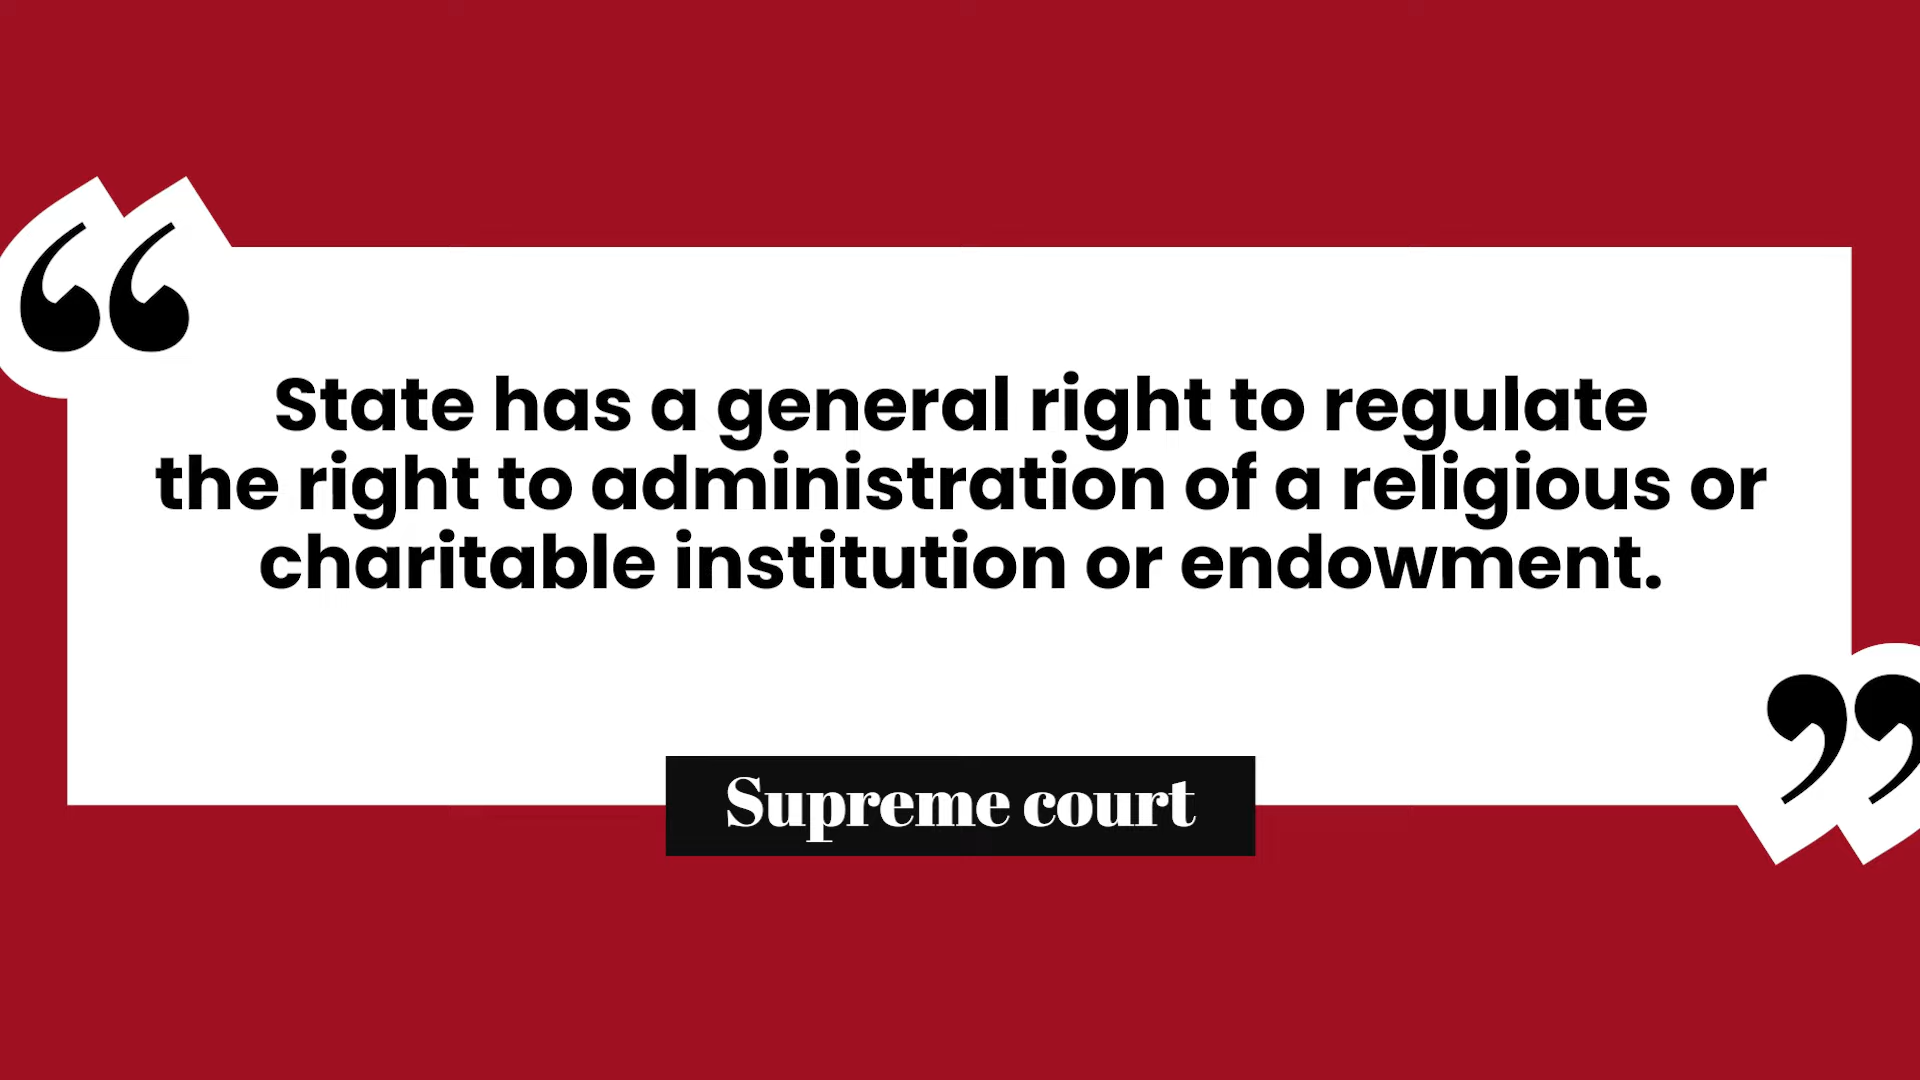 “
State has a general right to regulate
the right to administration of a religious or
charitable institution or endowment.
”
Supreme court